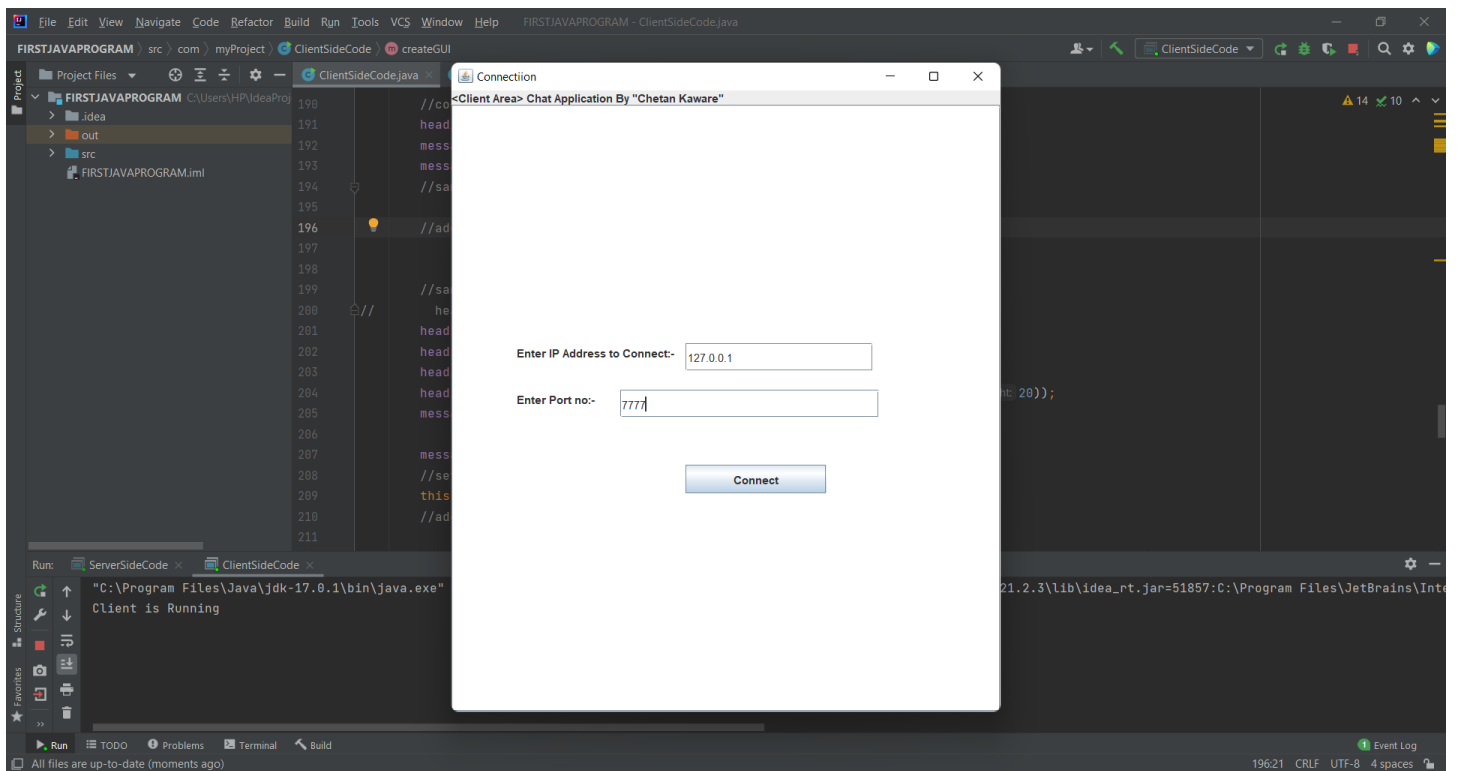 File Edit View Navigate Code Refactor Build Run Tools VCS Window Help FIRSTJAVAPROGRAM - ClientSideCode.java
FIRSTJAVAPROGRAM src com myProject ClientSideCode createGUI ClientSideCode
Project
Project Files
ClientSideCode.java
FIRSTJAVAPROGRAM C:\Users\HP\IdeaProj
.idea
out
src
FIRSTJAVAPROGRAM.iml
14 10
190 //co
191 head
192 mess
193 mess
194 //sa
195
196 //ad
197
198
199 //sa
200 // he
201 head
202 head
203 head
204 head 20));
205 mess
206
207 mess
208 //se
209 this
210 //ad
211
Connectiion
<Client Area> Chat Application By "Chetan Kaware"
Enter IP Address to Connect:- 127.0.0.1
Enter Port no:- 7777
Connect
Run: ServerSideCode ClientSideCode
"C:\Program Files\Java\jdk-17.0.1\bin\java.exe" 21.2.3\lib\idea_rt.jar=51857:C:\Program Files\JetBrains\Inte
Client is Running
Structure
Favorites
Run TODO Problems Terminal Build 1 Event Log
All files are up-to-date (moments ago) 196:21 CRLF UTF-8 4 spaces